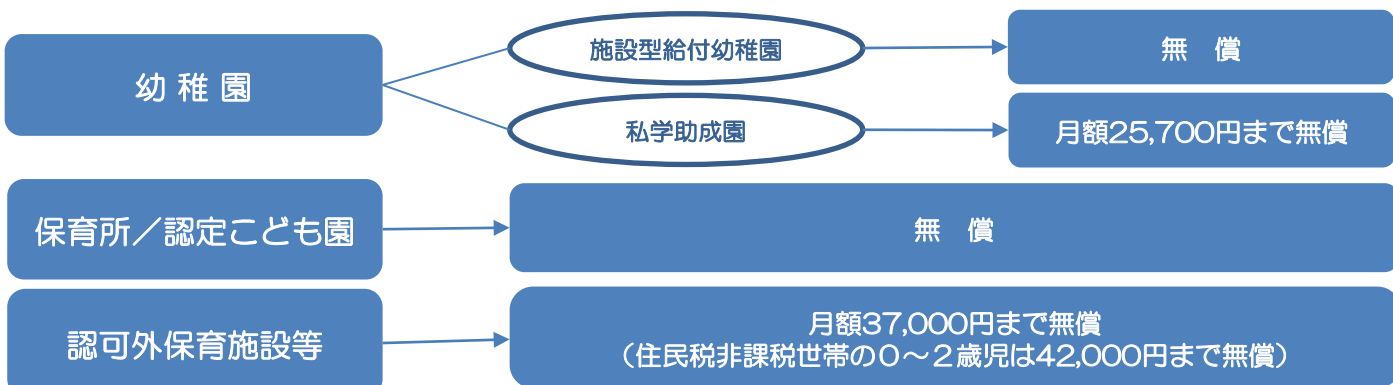 幼 稚 園
施設型給付幼稚園
無　償
私学助成園
月額25,700円まで無償
保育所／認定こども園
無　償
認可外保育施設等
月額37,000円まで無償
（住民税非課税世帯の０～２歳児は42,000円まで無償）